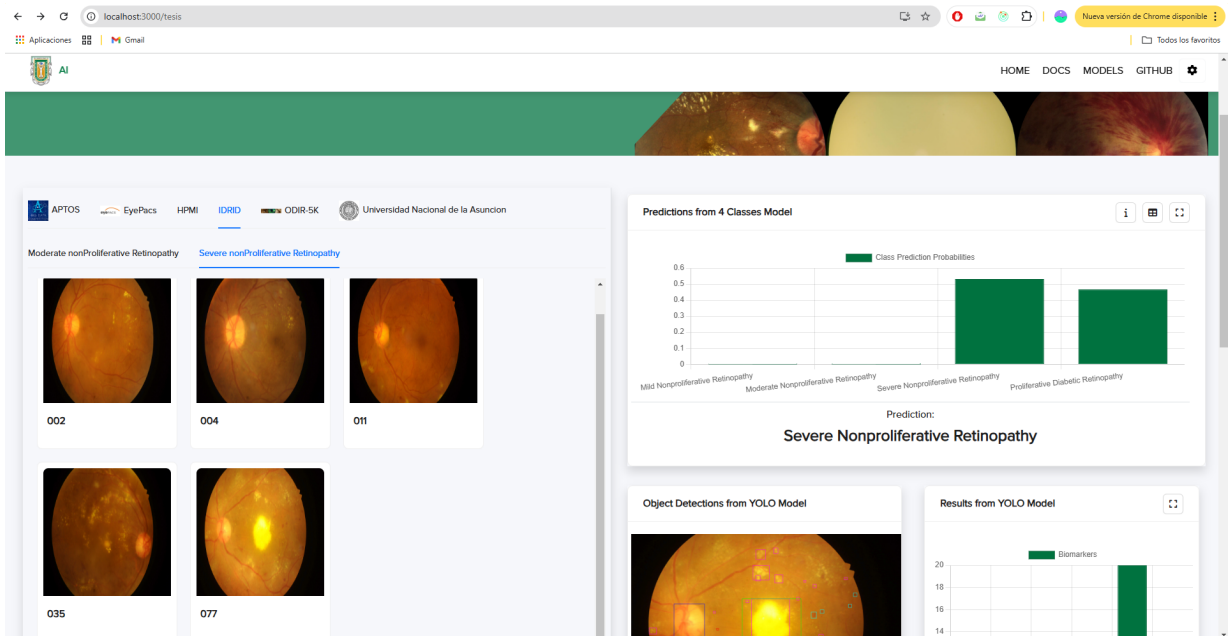 localhost:3000/tesis
Nueva versión de Chrome disponible
Aplicaciones
Gmail
Todos los favoritos
AI
HOME DOCS MODELS GITHUB
APTOS EyePacs HPMI IDRID ODIR-5K Universidad Nacional de la Asuncion
Moderate nonProliferative Retinopathy Severe nonProliferative Retinopathy
002 004 011
035 077
Predictions from 4 Classes Model
i
Class Prediction Probabilities
0.6
0.5
0.4
0.3
0.2
0.1
0
Mild Nonproliferative Retinopathy
Moderate Nonproliferative Retinopathy
Severe Nonproliferative Retinopathy
Proliferative Diabetic Retinopathy
Prediction:
Severe Nonproliferative Retinopathy
Object Detections from YOLO Model
Results from YOLO Model
Biomarkers
20
18
16
14